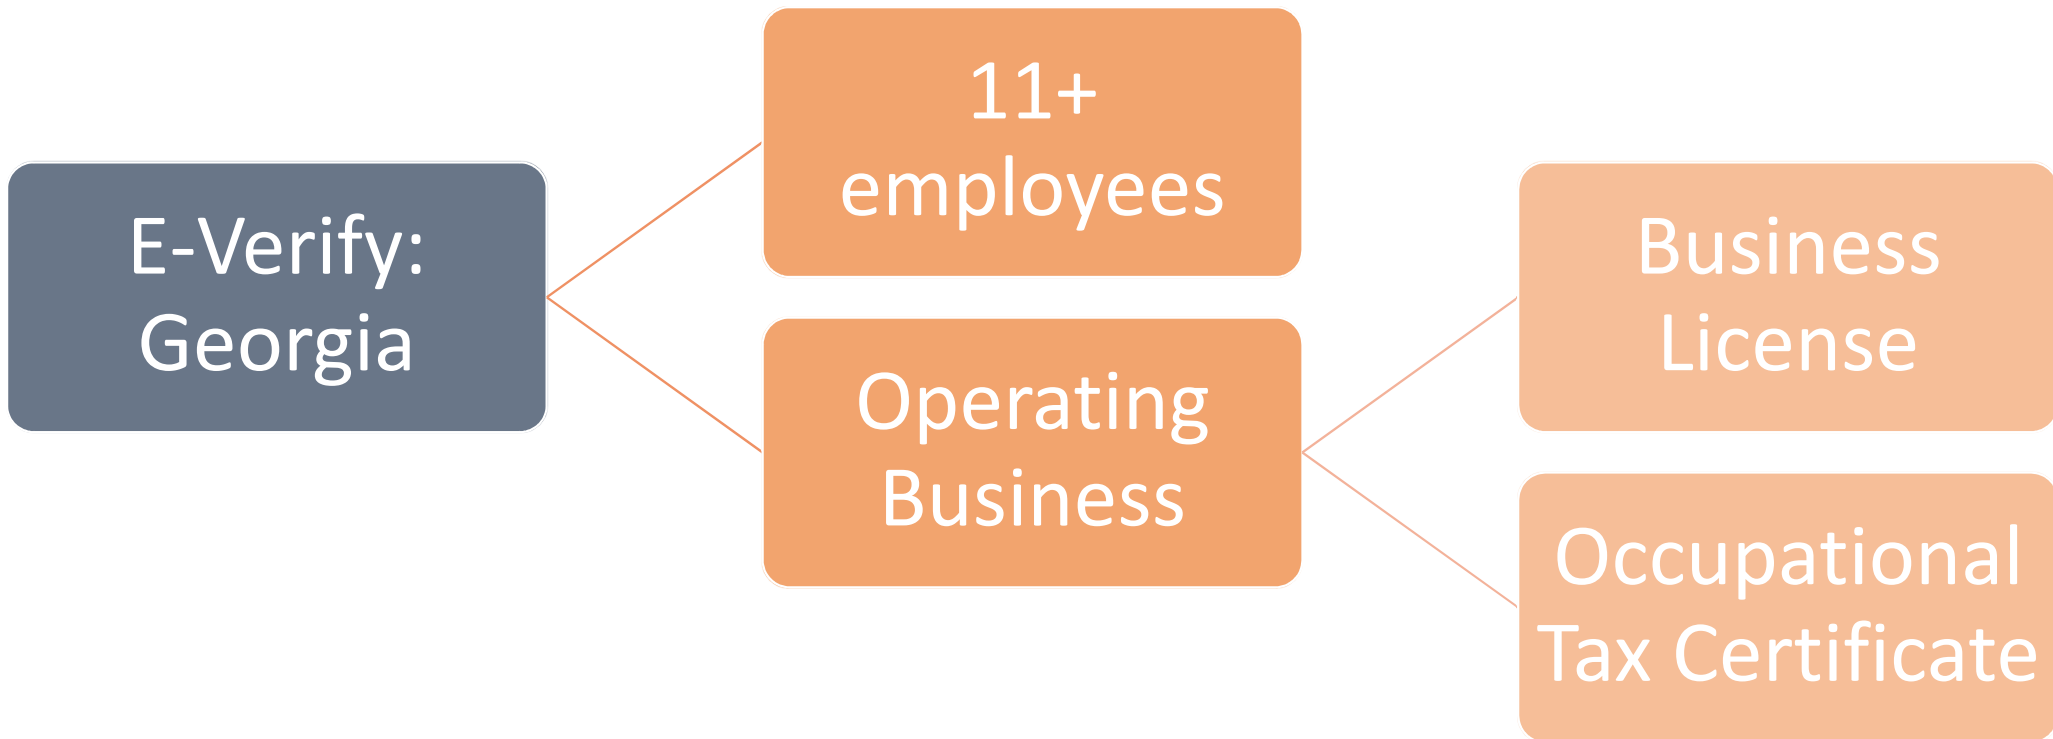 E-Verify:
Georgia
11+
employees
Operating
Business
Business
License
Occupational
Tax Certificate